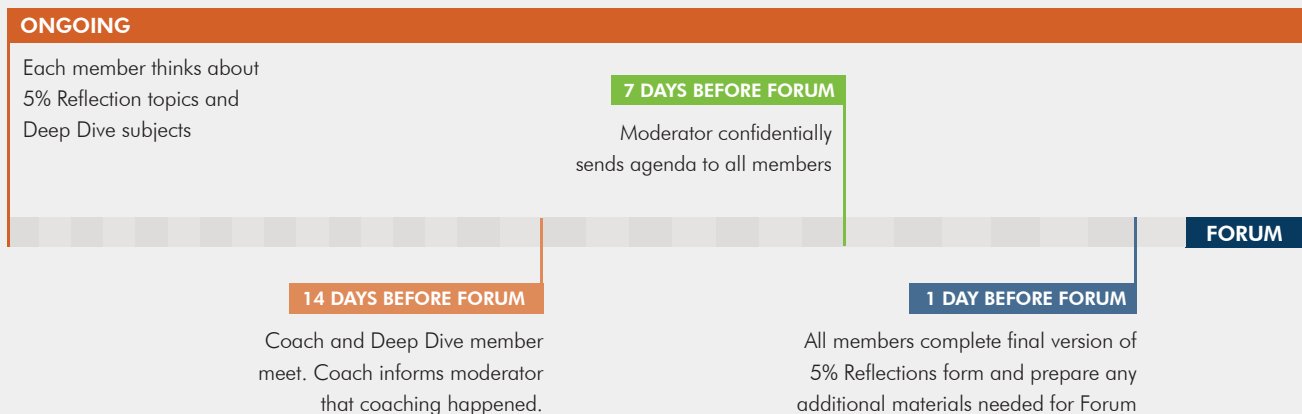 ONGOING
Each member thinks about
5% Reflection topics and
Deep Dive subjects
7 DAYS BEFORE FORUM
Moderator confidentially
sends agenda to all members
FORUM
14 DAYS BEFORE FORUM
Coach and Deep Dive member
meet. Coach informs moderator
that coaching happened.
1 DAY BEFORE FORUM
All members complete final version of
5% Reflections form and prepare any
additional materials needed for Forum